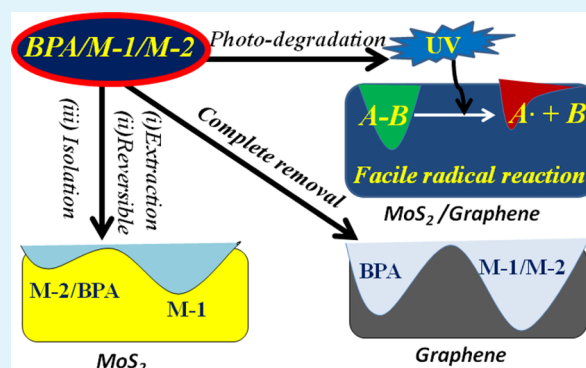 BPA/M-1/M-2
Photo-degradation
UV
A-B
A· + B
Facile radical reaction
MoS₂ /Graphene
(i)Extraction
(ii)Reversible
(iii) Isolation
Complete removal
M-2/BPA
M-1
MoS₂
BPA
M-1/M-2
Graphene